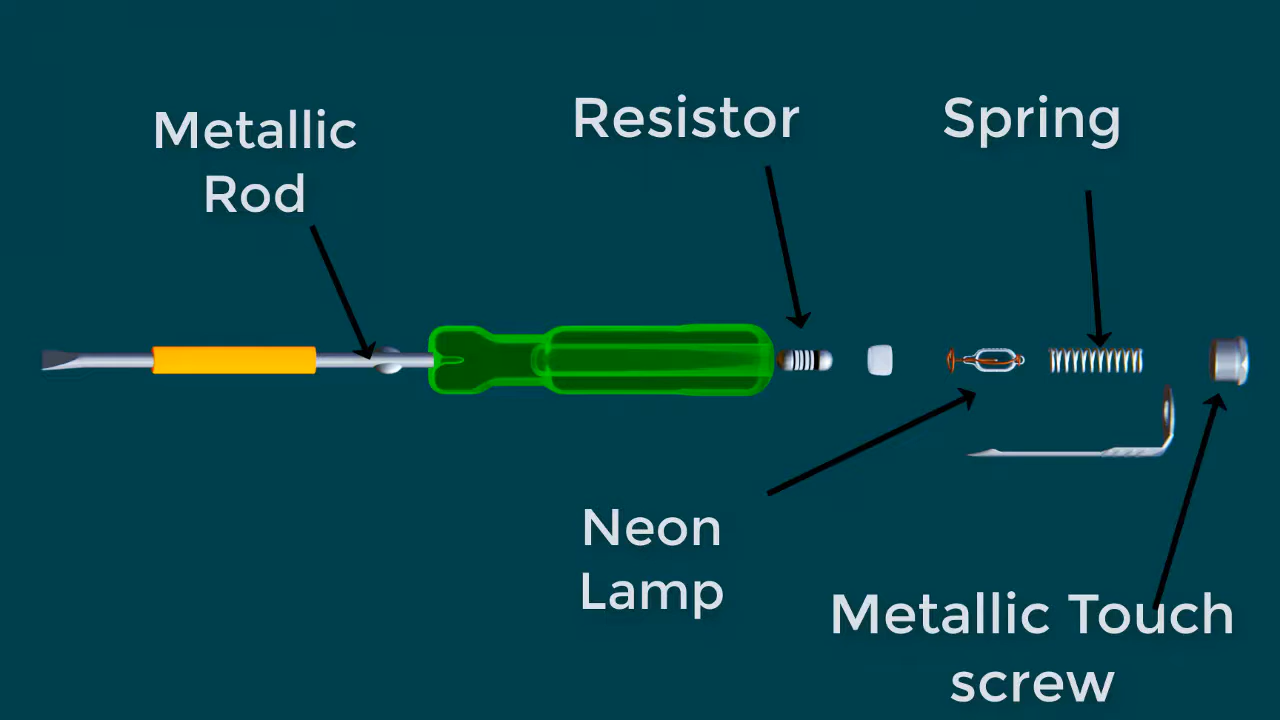 Metallic
Rod
Resistor
Spring
Neon
Lamp
Metallic Touch
screw